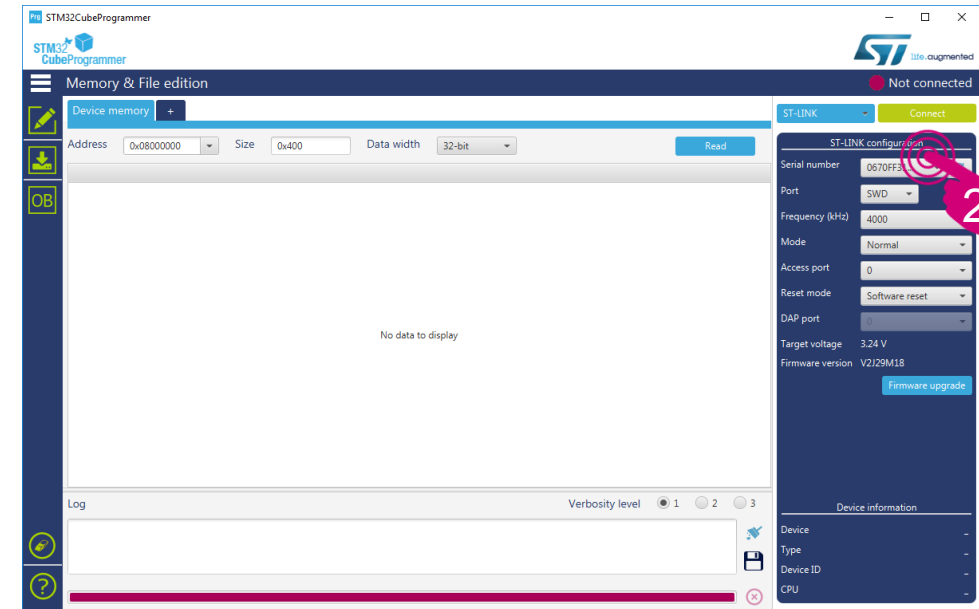 Prg STM32CubeProgrammer
STM32
CubeProgrammer
ST life.augmented
Memory & File edition
Not connected
Device memory +
ST-LINK Connect
Address 0x08000000 Size 0x400 Data width 32-bit Read
ST-LINK configuration
Serial number
Port SWD
Frequency (kHz) 4000
Mode Normal
Access port 0
Reset mode Software reset
DAP port 0
Target voltage 3.24 V
Firmware version V2J29M18
Firmware upgrade
OB
No data to display
Log Verbosity level 1 2 3
Device information
Device -
Type -
Device ID -
CPU -
?
2